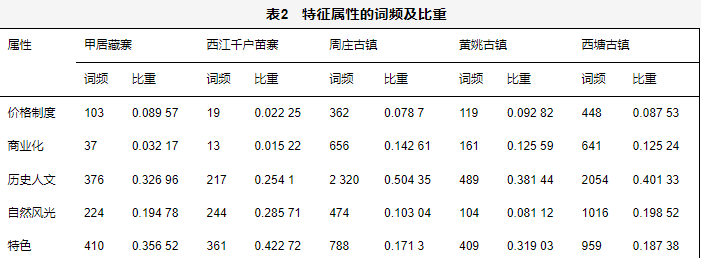 表2 特征属性的词频及比重
属性 甲居藏寨 西江千户苗寨 周庄古镇 黄姚古镇 西塘古镇
词频 比重 词频 比重 词频 比重 词频 比重 词频 比重
价格制度 103 0.089 57 19 0.022 25 362 0.078 7 119 0.092 82 448 0.087 53
商业化 37 0.032 17 13 0.015 22 656 0.142 61 161 0.125 59 641 0.125 24
历史人文 376 0.326 96 217 0.254 1 2 320 0.504 35 489 0.381 44 2054 0.401 33
自然风光 224 0.194 78 244 0.285 71 474 0.103 04 104 0.081 12 1016 0.198 52
特色 410 0.356 52 361 0.422 72 788 0.171 3 409 0.319 03 959 0.187 38